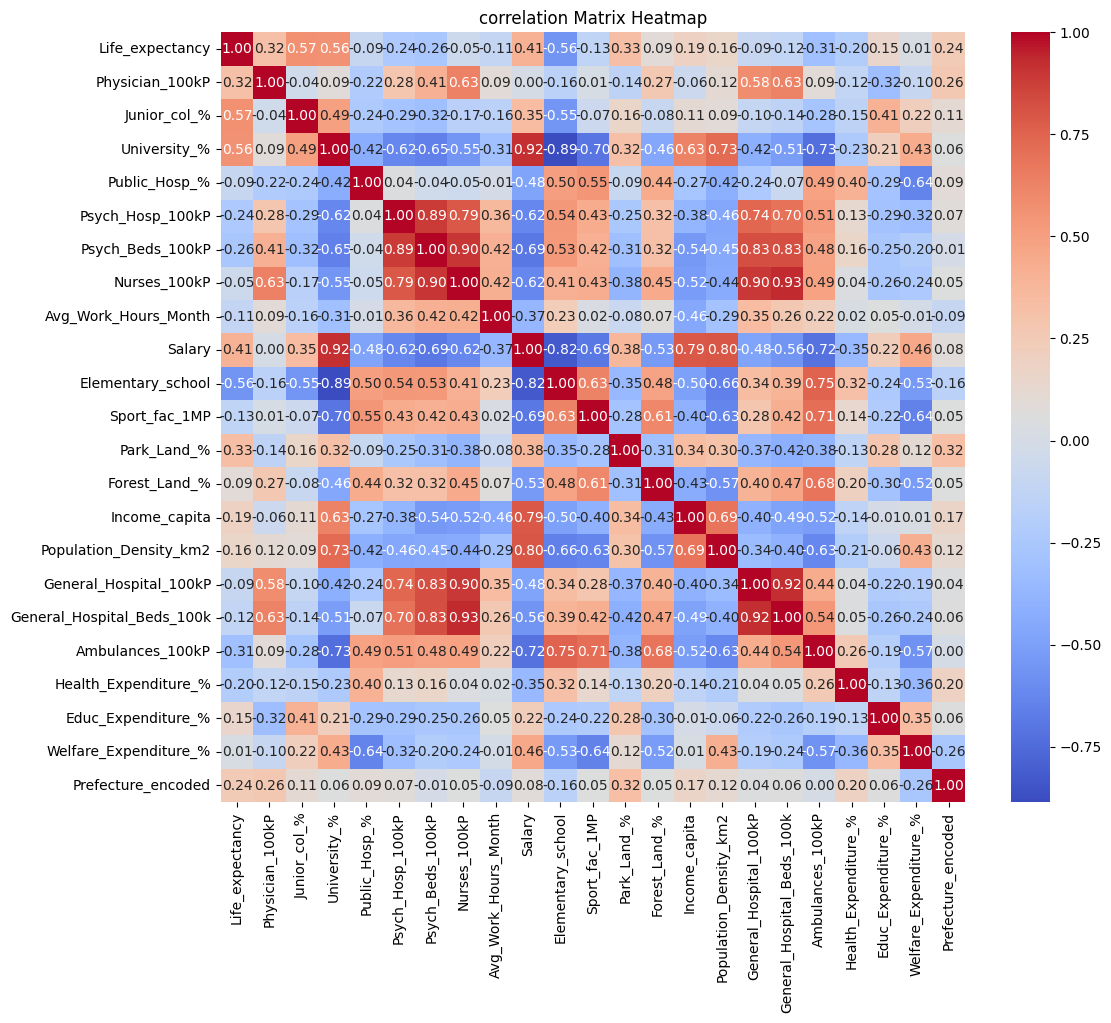 correlation Matrix Heatmap
Life_expectancy 1.00 0.32 0.57 0.56 -0.09 -0.24 -0.26 -0.05 -0.11 0.41 -0.56 -0.13 0.33 0.09 0.19 0.16 -0.09 -0.12 -0.31 -0.20 0.15 0.01 0.24
Physician_100kP 0.32 1.00 -0.04 0.09 -0.22 0.28 0.41 0.63 0.09 0.00 -0.16 0.01 -0.14 0.27 -0.06 0.12 0.58 0.63 0.09 -0.12 -0.32 -0.10 0.26
Junior_col_% 0.57 -0.04 1.00 0.49 -0.24 -0.29 -0.32 -0.17 -0.16 0.35 -0.55 -0.07 0.16 -0.08 0.11 0.09 -0.10 -0.14 -0.28 -0.15 0.41 0.22 0.11
University_% 0.56 0.09 0.49 1.00 -0.42 -0.62 -0.65 -0.55 -0.31 0.92 -0.89 -0.70 0.32 -0.46 0.63 0.73 -0.42 -0.51 -0.73 -0.23 0.21 0.43 0.06
Public_Hosp_% -0.09 -0.22 -0.24 -0.42 1.00 0.04 -0.04 -0.05 -0.01 -0.48 0.50 0.55 -0.09 0.44 -0.27 -0.42 -0.24 -0.07 0.49 0.40 -0.29 -0.64 0.09
Psych_Hosp_100kP -0.24 0.28 -0.29 -0.62 0.04 1.00 0.89 0.79 0.36 -0.62 0.54 0.43 -0.25 0.32 -0.38 -0.46 0.74 0.70 0.51 0.13 -0.29 -0.32 0.07
Psych_Beds_100kP -0.26 0.41 -0.32 -0.65 -0.04 0.89 1.00 0.90 0.42 -0.69 0.53 0.42 -0.31 0.32 -0.54 -0.45 0.83 0.83 0.48 0.16 -0.25 -0.20 -0.01
Nurses_100kP -0.05 0.63 -0.17 -0.55 -0.05 0.79 0.90 1.00 0.42 -0.62 0.41 0.43 -0.38 0.45 -0.52 -0.44 0.90 0.93 0.49 0.04 -0.26 -0.24 0.05
Avg_Work_Hours_Month -0.11 0.09 -0.16 -0.31 -0.01 0.36 0.42 0.42 1.00 -0.37 0.23 0.02 -0.08 0.07 -0.46 -0.29 0.35 0.26 0.22 0.02 0.05 -0.01 -0.09
Salary 0.41 0.00 0.35 0.92 -0.48 -0.62 -0.69 -0.62 -0.37 1.00 -0.82 -0.69 0.38 -0.53 0.79 0.80 -0.48 -0.56 -0.72 -0.35 0.22 0.46 0.08
Elementary_school -0.56 -0.16 -0.55 -0.89 0.50 0.54 0.53 0.41 0.23 -0.82 1.00 0.63 -0.35 0.48 -0.50 -0.66 0.34 0.39 0.75 0.32 -0.24 -0.53 -0.16
Sport_fac_1MP -0.13 0.01 -0.07 -0.70 0.55 0.43 0.42 0.43 0.02 -0.69 0.63 1.00 -0.28 0.61 -0.40 -0.63 0.28 0.42 0.71 0.14 -0.22 -0.64 0.05
Park_Land_% 0.33 -0.14 0.16 0.32 -0.09 -0.25 -0.31 -0.38 -0.08 0.38 -0.35 -0.28 1.00 -0.31 0.34 0.30 -0.37 -0.42 -0.38 -0.13 0.28 0.12 0.32
Forest_Land_% 0.09 0.27 -0.08 -0.46 0.44 0.32 0.32 0.45 0.07 -0.53 0.48 0.61 -0.31 1.00 -0.43 -0.57 0.40 0.47 0.68 0.20 -0.30 -0.52 0.05
Income_capita 0.19 -0.06 0.11 0.63 -0.27 -0.38 -0.54 -0.52 -0.46 0.79 -0.50 -0.40 0.34 -0.43 1.00 0.69 -0.40 -0.49 -0.52 -0.14 -0.01 0.01 0.17
Population_Density_km2 0.16 0.12 0.09 0.73 -0.42 -0.46 -0.45 -0.44 -0.29 0.80 -0.66 -0.63 0.30 -0.57 0.69 1.00 -0.34 -0.40 -0.63 -0.21 -0.06 0.43 0.12
General_Hospital_100kP -0.09 0.58 -0.10 -0.42 -0.24 0.74 0.83 0.90 0.35 -0.48 0.34 0.28 -0.37 0.40 -0.40 -0.34 1.00 0.92 0.44 0.04 -0.22 -0.19 0.04
General_Hospital_Beds_100k -0.12 0.63 -0.14 -0.51 -0.07 0.70 0.83 0.93 0.26 -0.56 0.39 0.42 -0.42 0.47 -0.49 -0.40 0.92 1.00 0.54 0.05 -0.26 -0.24 0.06
Ambulances_100kP -0.31 0.09 -0.28 -0.73 0.49 0.51 0.48 0.49 0.22 -0.72 0.75 0.71 -0.38 0.68 -0.52 -0.63 0.44 0.54 1.00 0.26 -0.19 -0.57 0.00
Health_Expenditure_% -0.20 -0.12 -0.15 -0.23 0.40 0.13 0.16 0.04 0.02 -0.35 0.32 0.14 -0.13 0.20 -0.14 -0.21 0.04 0.05 0.26 1.00 -0.13 -0.36 0.20
Educ_Expenditure_% 0.15 -0.32 0.41 0.21 -0.29 -0.29 -0.25 -0.26 0.05 0.22 -0.24 -0.22 0.28 -0.30 -0.01 -0.06 -0.22 -0.26 -0.19 -0.13 1.00 0.35 0.06
Welfare_Expenditure_% 0.01 -0.10 0.22 0.43 -0.64 -0.32 -0.20 -0.24 -0.01 0.46 -0.53 -0.64 0.12 -0.52 0.01 0.43 -0.19 -0.24 -0.57 -0.36 0.35 1.00 -0.26
Prefecture_encoded 0.24 0.26 0.11 0.06 0.09 0.07 -0.01 0.05 -0.09 0.08 -0.16 0.05 0.32 0.05 0.17 0.12 0.04 0.06 0.00 0.20 0.06 -0.26 1.00
Life_expectancy
Physician_100kP
Junior_col_%
University_%
Public_Hosp_%
Psych_Hosp_100kP
Psych_Beds_100kP
Nurses_100kP
Avg_Work_Hours_Month
Salary
Elementary_school
Sport_fac_1MP
Park_Land_%
Forest_Land_%
Income_capita
Population_Density_km2
General_Hospital_100kP
General_Hospital_Beds_100k
Ambulances_100kP
Health_Expenditure_%
Educ_Expenditure_%
Welfare_Expenditure_%
Prefecture_encoded
1.00
0.75
0.50
0.25
0.00
−0.25
−0.50
−0.75